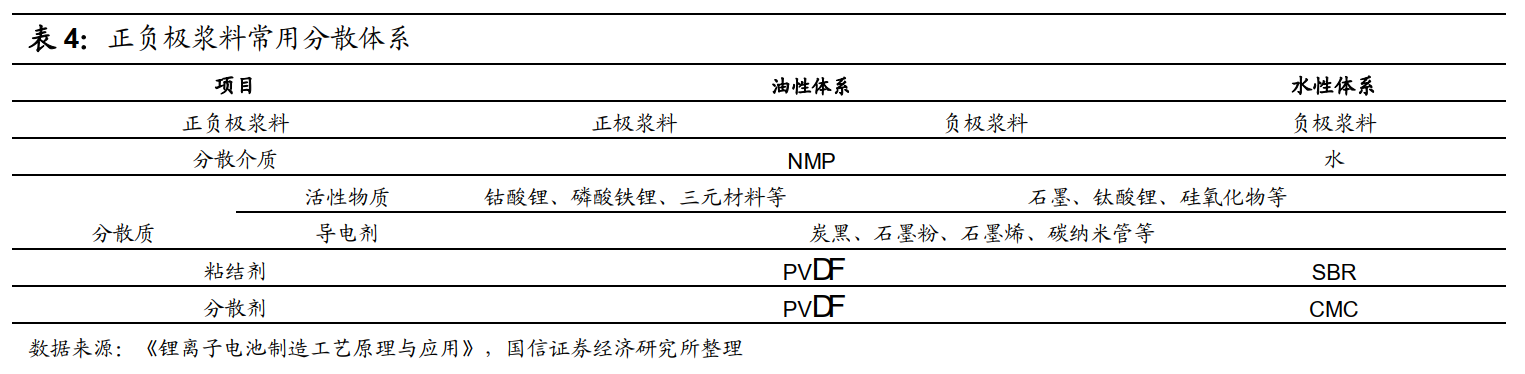 表 4：正负极浆料常用分散体系
项目 油性体系 水性体系
正负极浆料 正极浆料 负极浆料 负极浆料
分散介质 NMP 水
活性物质 钴酸锂、磷酸铁锂、三元材料等 石墨、钛酸锂、硅氧化物等
分散质 导电剂 炭黑、石墨粉、石墨烯、碳纳米管等
粘结剂 PVDF SBR
分散剂 PVDF CMC
数据来源：《锂离子电池制造工艺原理与应用》，国信证券经济研究所整理